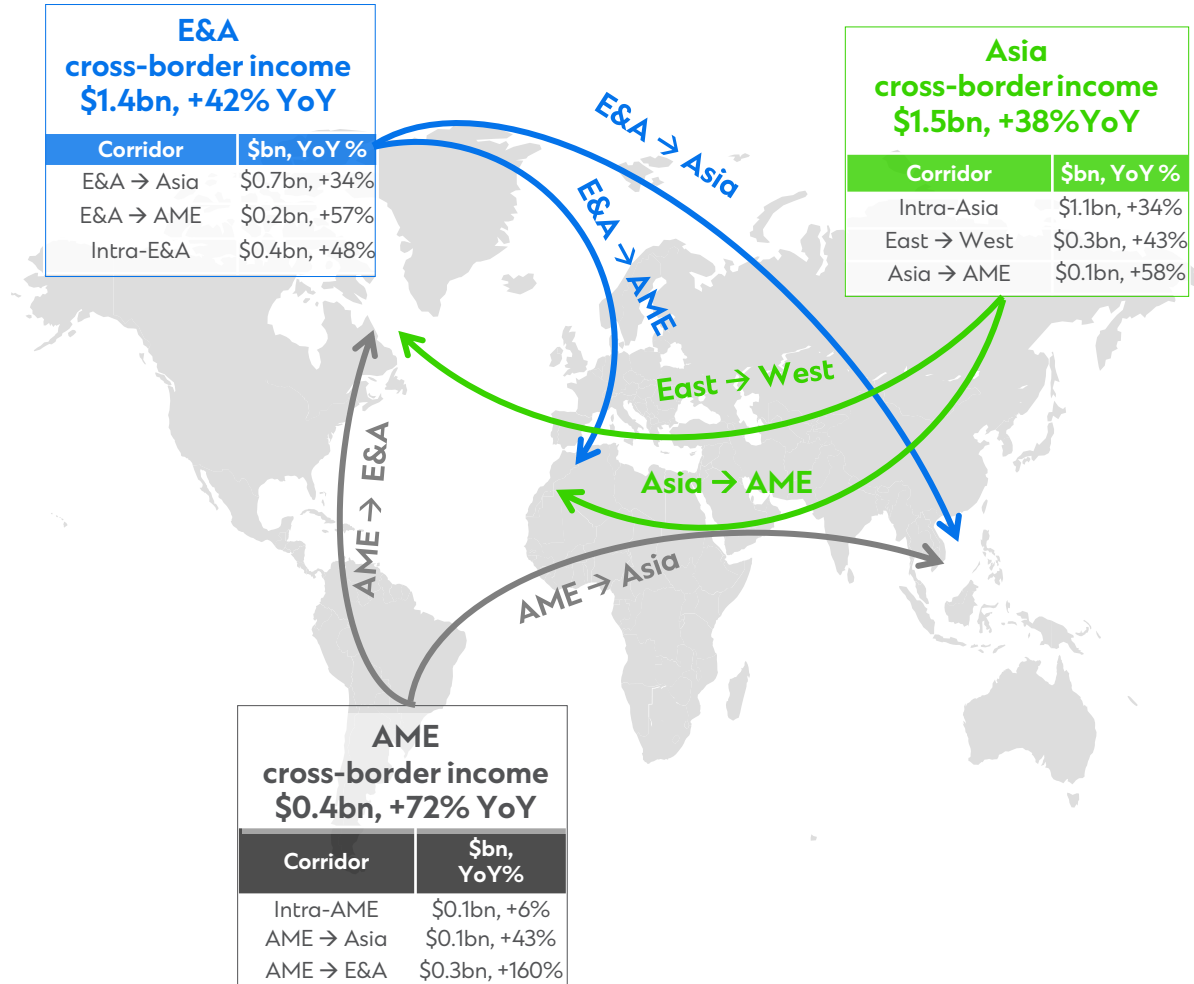 E&A
cross-border income
$1.4bn, +42% YoY
Corridor $bn, YoY %
E&A → Asia $0.7bn, +34%
E&A → AME $0.2bn, +57%
Intra-E&A $0.4bn, +48%
Asia
cross-border income
$1.5bn, +38%YoY
Corridor $bn, YoY %
Intra-Asia $1.1bn, +34%
East → West $0.3bn, +43%
Asia → AME $0.1bn, +58%
E&A → Asia
E&A → AME
East → West
Asia → AME
AME → E&A
AME → Asia
AME
cross-border income
$0.4bn, +72% YoY
Corridor $bn,
YoY%
Intra-AME $0.1bn, +6%
AME → Asia $0.1bn, +43%
AME → E&A $0.3bn, +160%